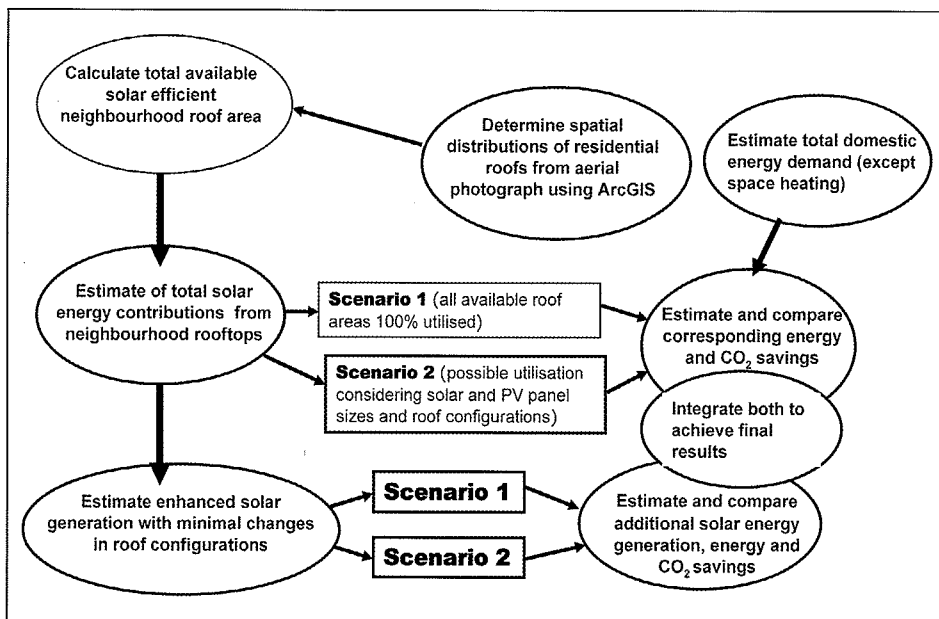 Calculate total available
solar efficient
neighbourhood roof area
Determine spatial
distributions of residential
roofs from aerial
photograph using ArcGIS
Estimate total domestic
energy demand (except
space heating)
Estimate of total solar
energy contributions from
neighbourhood rooftops
Scenario 1 (all available roof
areas 100% utilised)
Scenario 2 (possible utilisation
considering solar and PV panel
sizes and roof configurations)
Estimate and compare
corresponding energy
and CO₂ savings
Integrate both to
achieve final
results
Estimate enhanced solar
generation with minimal changes
in roof configurations
Scenario 1
Scenario 2
Estimate and compare
additional solar energy
generation, energy and
CO₂ savings